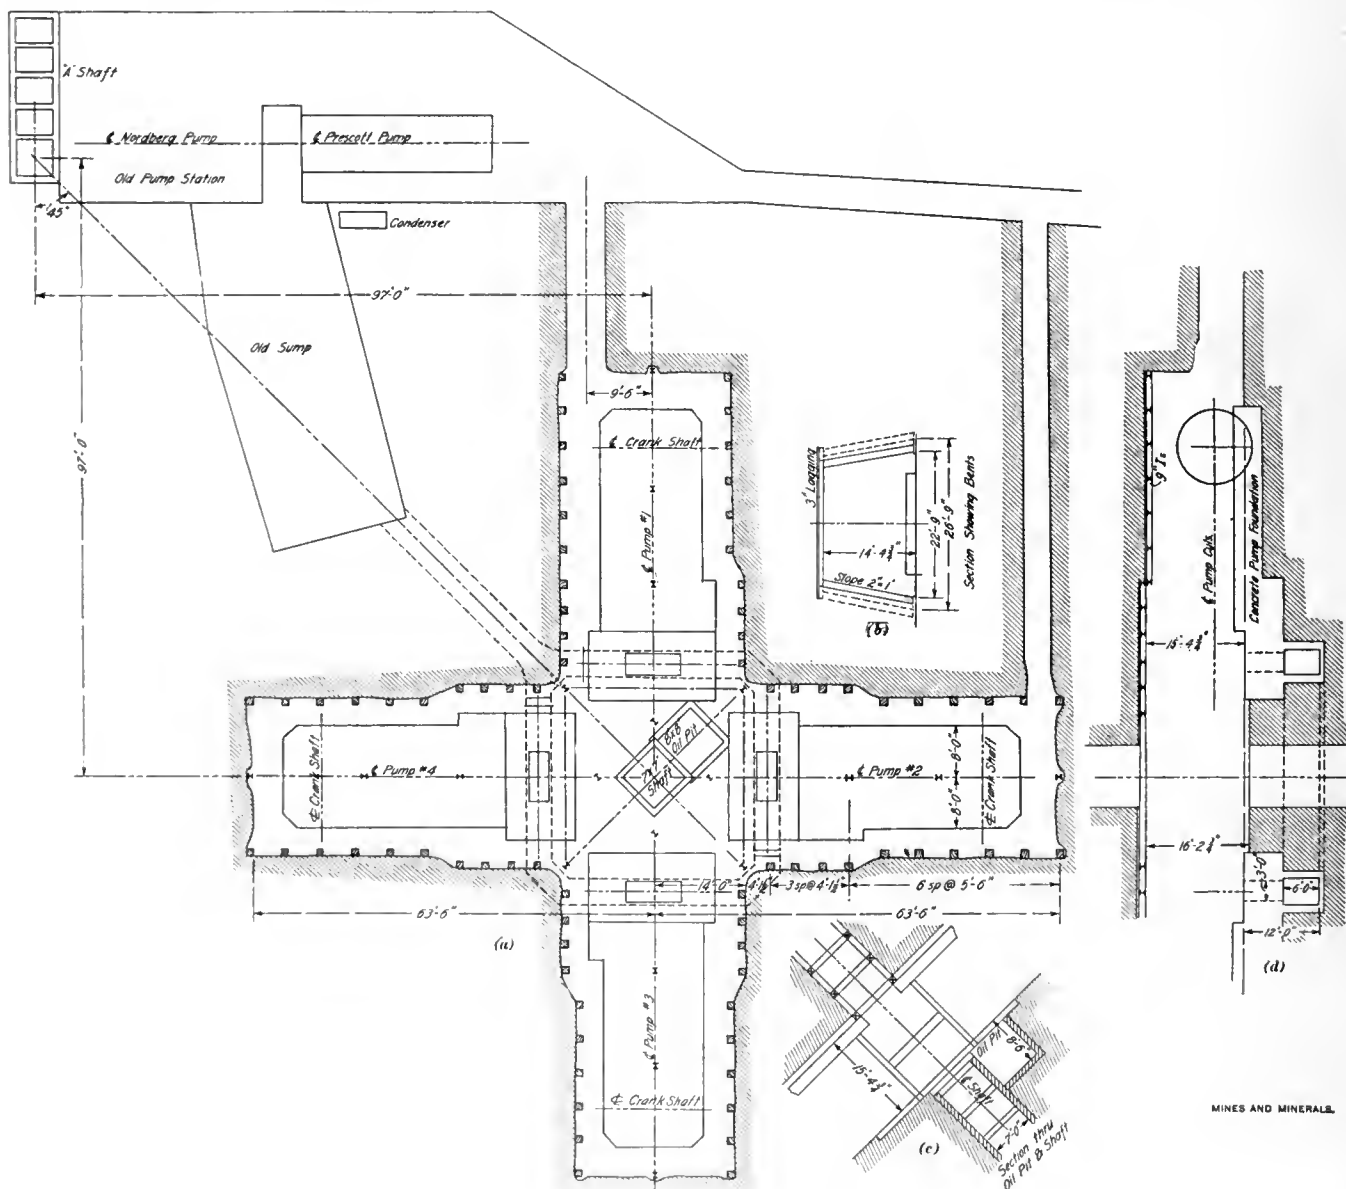 "A" Shaft
℄ Nordberg Pump
℄ Prescott Pump
Old Pump Station
45°
Condenser
97'-0"
Old Sump
97'-0"
9'-6"
℄ Crank Shaft
℄ Pump #1
3" Lagging
14'-4¾"
Slope 2"=1'
22'-9"
26'-9"
Section Showing Bents
(b)
9" Is
℄ Pump Cyls.
Concrete Pump Foundation
15'-4¾"
16'-2¾"
3'-0"
6'-0"
12'-0"
(d)
℄ Crank Shaft
℄ Pump #4
8x8
Oil Pit
7x7
Shaft
℄ Pump #2
8'-0"
8'-0"
℄ Crank Shaft
14'-0"
4'-1½"
3 sp@4'-1½"
6 sp @ 5'-6"
63'-6"
63'-6"
(a)
℄ Pump #3
℄ Crank Shaft
15'-4¾"
Oil Pit
8'-6"
℄ Shaft
7'-0"
(c)
Section thru
Oil Pit & Shaft
MINES AND MINERALS.